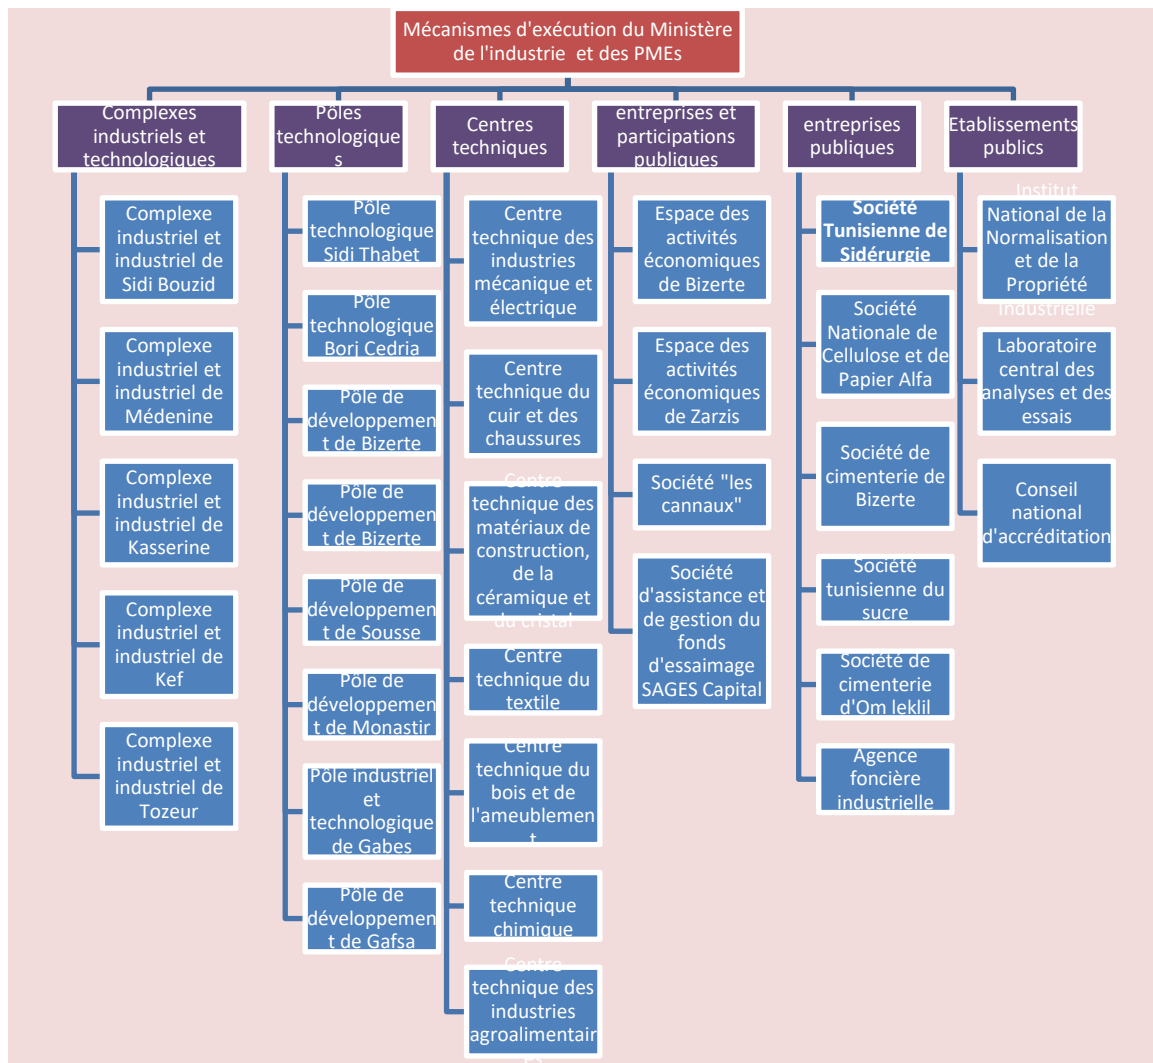 Mécanismes d'exécution du Ministère
de l'industrie et des PMEs
Complexes
industriels et
technologiques
Complexe
industriel et
industriel de
Sidi Bouzid
Complexe
industriel et
industriel de
Médenine
Complexe
industriel et
industriel de
Kasserine
Complexe
industriel et
industriel de
Kef
Complexe
industriel et
industriel de
Tozeur
Pôles
technologique
s
Pôle
technologique
Sidi Thabet
Pôle
technologique
Borj Cedria
Pôle de
développemen
t de Bizerte
Pôle de
développemen
t de Bizerte
Pôle de
développemen
t de Sousse
Pôle de
développemen
t de Monastir
Pôle industriel
et
technologique
de Gabes
Pôle de
développemen
t de Gafsa
Centres
techniques
Centre
technique des
industries
mécanique et
électrique
Centre
technique du
cuir et des
chaussures
Centre
technique des
matériaux de
construction,
de la
céramique et
du cristal
Centre
technique du
textile
Centre
technique du
bois et de
l'ameublemen
t
Centre
technique
chimique
Centre
technique des
industries
agroalimentair
es
entreprises et
participations
publiques
Espace des
activités
économiques
de Bizerte
Espace des
activités
économiques
de Zarzis
Société "les
cannaux"
Société
d'assistance et
de gestion du
fonds
d'essaimage
SAGES Capital
entreprises
publiques
Société
Tunisienne de
Sidérurgie
Société
Nationale de
Cellulose et de
Papier Alfa
Société de
cimenterie de
Bizerte
Société
tunisienne du
sucre
Société de
cimenterie
d'Om leklil
Agence
foncière
industrielle
Etablissements
publics
Institut
National de la
Normalisation
et de la
Propriété
Industrielle
Laboratoire
central des
analyses et des
essais
Conseil
national
d'accréditation